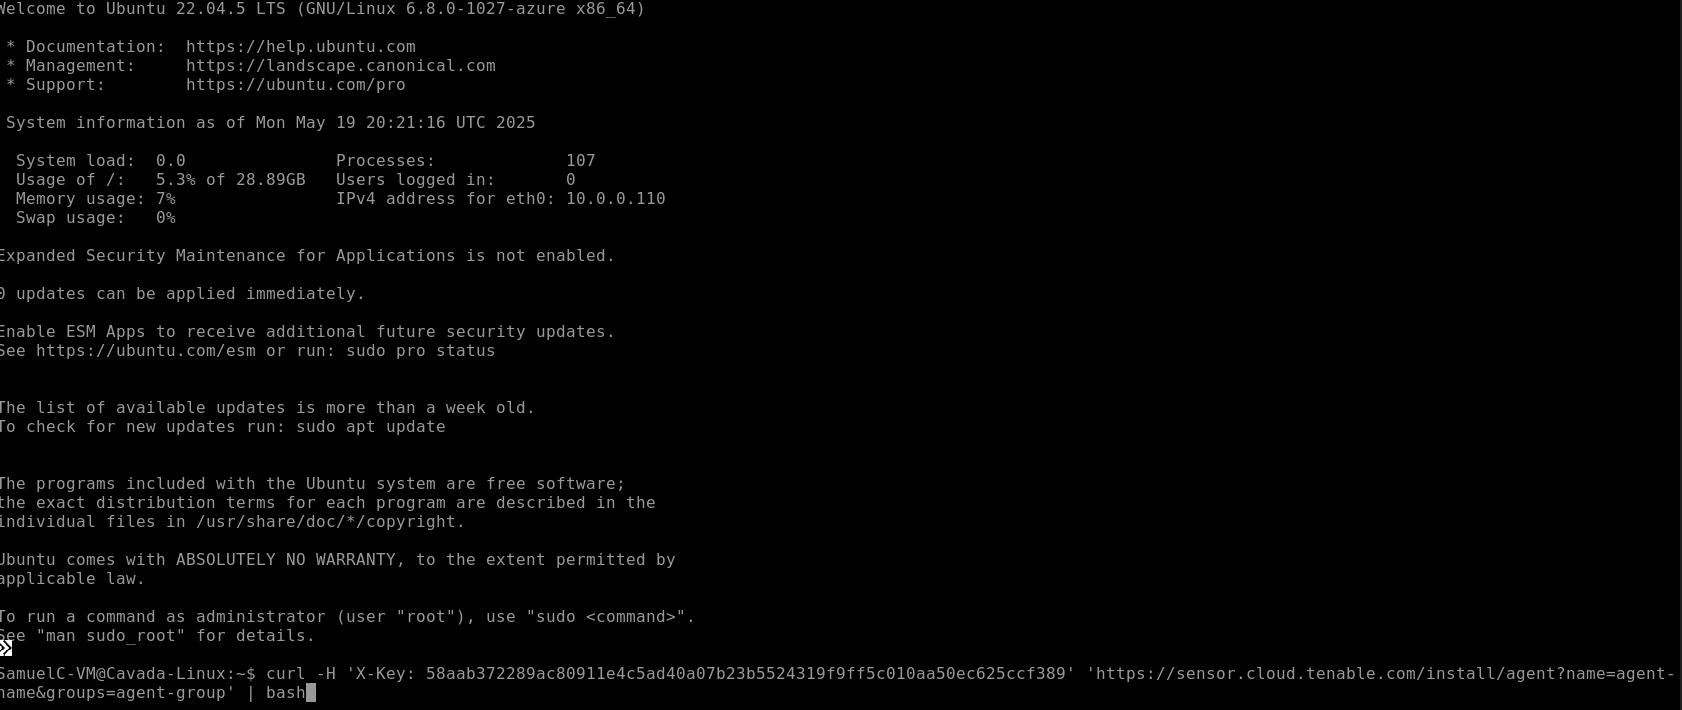 Welcome to Ubuntu 22.04.5 LTS (GNU/Linux 6.8.0-1027-azure x86_64)
* Documentation:  https://help.ubuntu.com
* Management:     https://landscape.canonical.com
* Support:        https://ubuntu.com/pro
System information as of Mon May 19 20:21:16 UTC 2025
System load:  0.0               Processes:             107
Usage of /:   5.3% of 28.89GB   Users logged in:       0
Memory usage: 7%                IPv4 address for eth0: 10.0.0.110
Swap usage:   0%
Expanded Security Maintenance for Applications is not enabled.
0 updates can be applied immediately.
Enable ESM Apps to receive additional future security updates.
See https://ubuntu.com/esm or run: sudo pro status
The list of available updates is more than a week old.
To check for new updates run: sudo apt update
The programs included with the Ubuntu system are free software;
the exact distribution terms for each program are described in the
individual files in /usr/share/doc/*/copyright.
Ubuntu comes with ABSOLUTELY NO WARRANTY, to the extent permitted by
applicable law.
To run a command as administrator (user "root"), use "sudo <command>".
See "man sudo_root" for details.
SamuelC-VM@Cavada-Linux:~$ curl -H 'X-Key: 58aab372289ac80911e4c5ad40a07b23b5524319f9ff5c010aa50ec625ccf389' 'https://sensor.cloud.tenable.com/install/agent?name=agent-
name&groups=agent-group' | bash